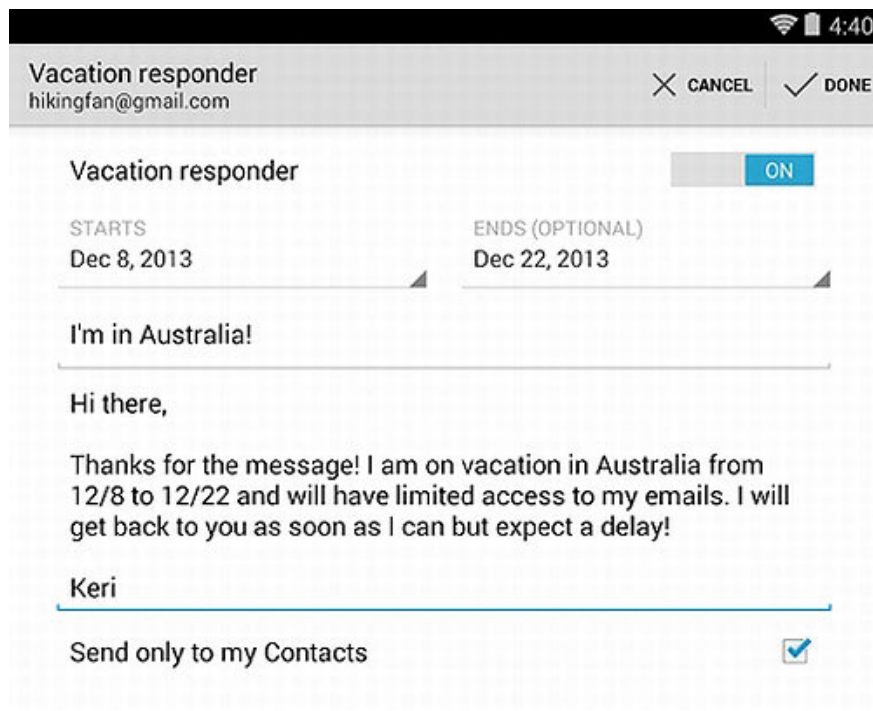 4:40
Vacation responder
hikingfan@gmail.com
CANCEL
DONE
Vacation responder
ON
STARTS
ENDS (OPTIONAL)
Dec 8, 2013
Dec 22, 2013
I'm in Australia!
Hi there,
Thanks for the message! I am on vacation in Australia from
12/8 to 12/22 and will have limited access to my emails. I will
get back to you as soon as I can but expect a delay!
Keri
Send only to my Contacts